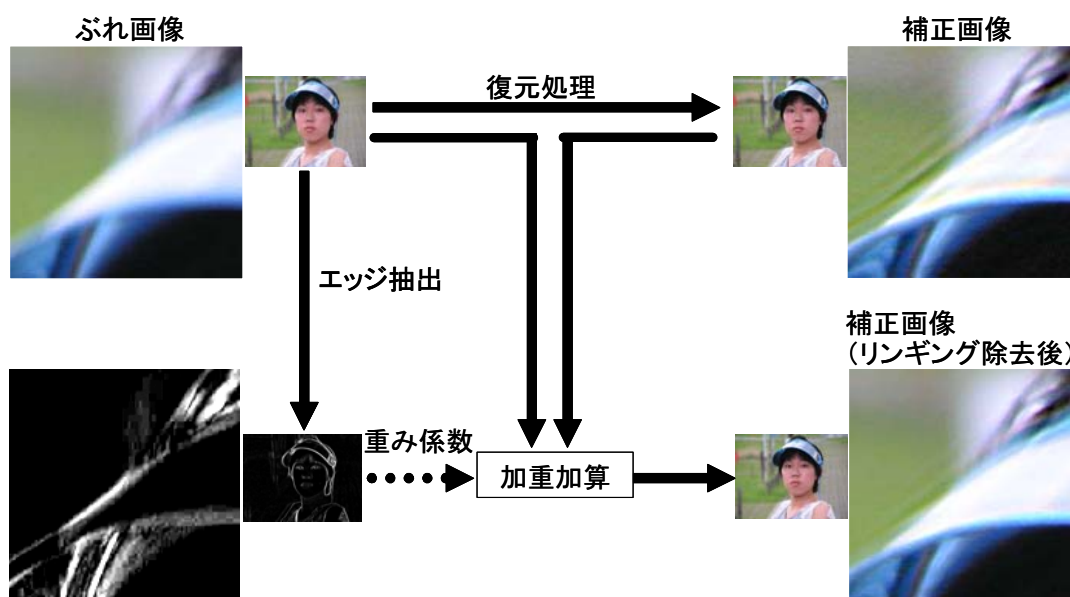 ぶれ画像
補正画像
復元処理
エッジ抽出
補正画像
(リンギング除去後)
重み係数
加重加算